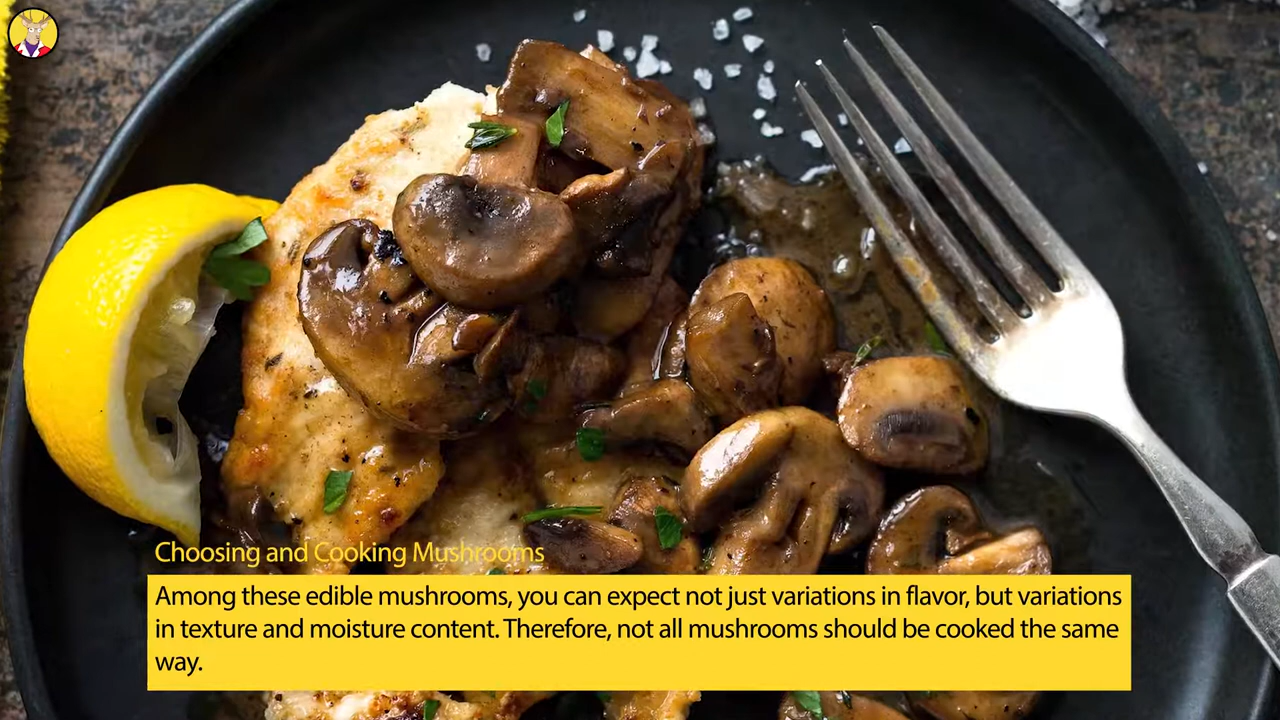 Choosing and Cooking Mushrooms
Among these edible mushrooms, you can expect not just variations in flavor, but variations
in texture and moisture content. Therefore, not all mushrooms should be cooked the same
way.